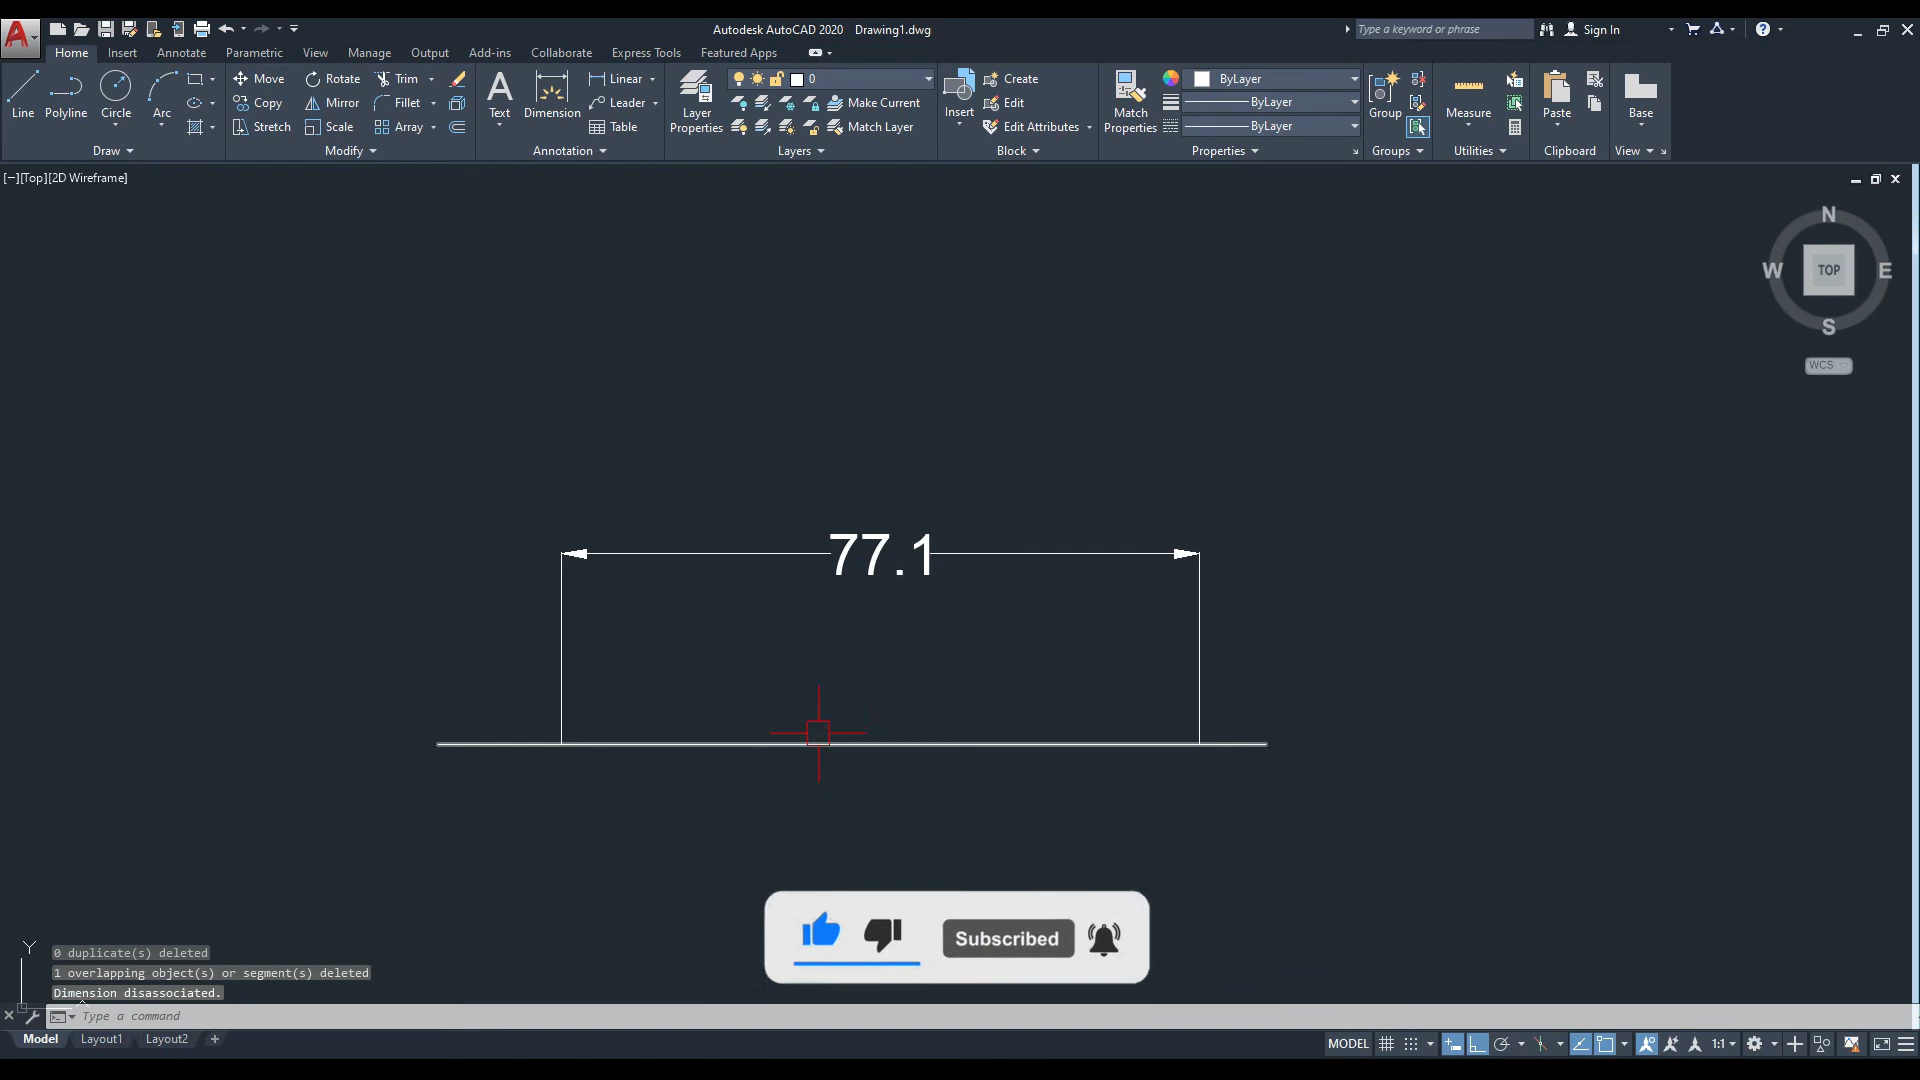 Autodesk AutoCAD 2020 Drawing1.dwg
Type a keyword or phrase
Sign In
Home Insert Annotate Parametric View Manage Output Add-ins Collaborate Express Tools Featured Apps
Line Polyline Circle Arc
Draw
Move Rotate Trim
Copy Mirror Fillet
Stretch Scale Array
Modify
Text Dimension
Linear
Leader
Table
Annotation
Layer Properties
0
Make Current
Match Layer
Layers
Insert
Create
Edit
Edit Attributes
Block
Match Properties
ByLayer
ByLayer
ByLayer
Properties
Group
Groups
Measure
Utilities
Paste
Clipboard
Base
View
[−][Top][2D Wireframe]
N
W TOP E
S
WCS
77.1
Subscribed
Y
0 duplicate(s) deleted
1 overlapping object(s) or segment(s) deleted
Dimension disassociated.
Type a command
Model Layout1 Layout2 +
MODEL 1:1